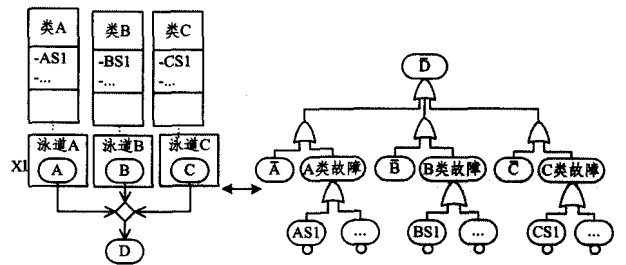 类A 类B 类C
-AS1 -BS1 -CS1
-... -... -...
泳道A 泳道B 泳道C
X1
A B C
D
D̄
Ā A类故障 B̄ B类故障 C̄ C类故障
AS1 ... BS1 ... CS1 ...